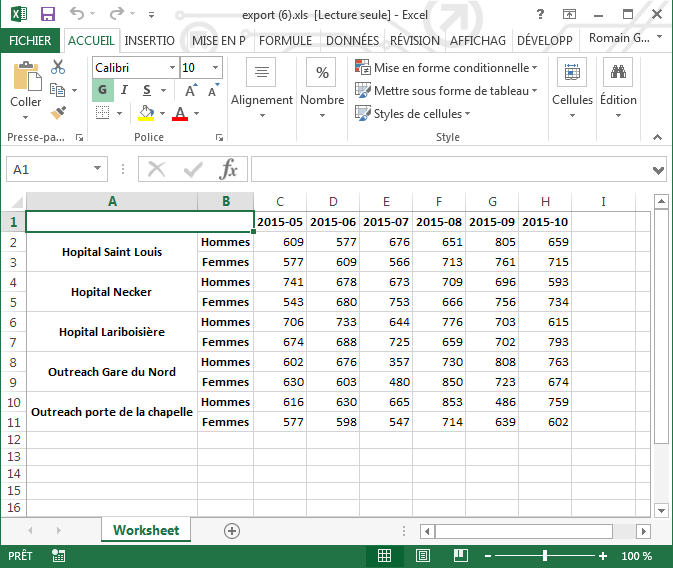 export (6).xls [Lecture seule] - Excel
FICHIER ACCUEIL INSERTIO MISE EN P FORMULE DONNÉES RÉVISION AFFICHAG DÉVELOPP Romain G...
Coller
Calibri 10
G I S A A
A
Alignement
%
Nombre
Mise en forme conditionnelle
Mettre sous forme de tableau
Styles de cellules
Cellules
Édition
Presse-pa... Police Style
A1 fx
A B C D E F G H I
1 2015-05 2015-06 2015-07 2015-08 2015-09 2015-10
2 Hopital Saint Louis Hommes 609 577 676 651 805 659
3 Femmes 577 609 566 713 761 715
4 Hopital Necker Hommes 741 678 673 709 696 593
5 Femmes 543 680 753 666 756 734
6 Hopital Lariboisière Hommes 706 733 644 776 703 615
7 Femmes 674 688 725 659 702 793
8 Outreach Gare du Nord Hommes 602 676 357 730 808 763
9 Femmes 630 603 480 850 723 674
10 Outreach porte de la chapelle Hommes 616 630 665 853 486 759
11 Femmes 577 598 547 714 639 602
12
13
14
15
16
Worksheet
PRÊT 100 %